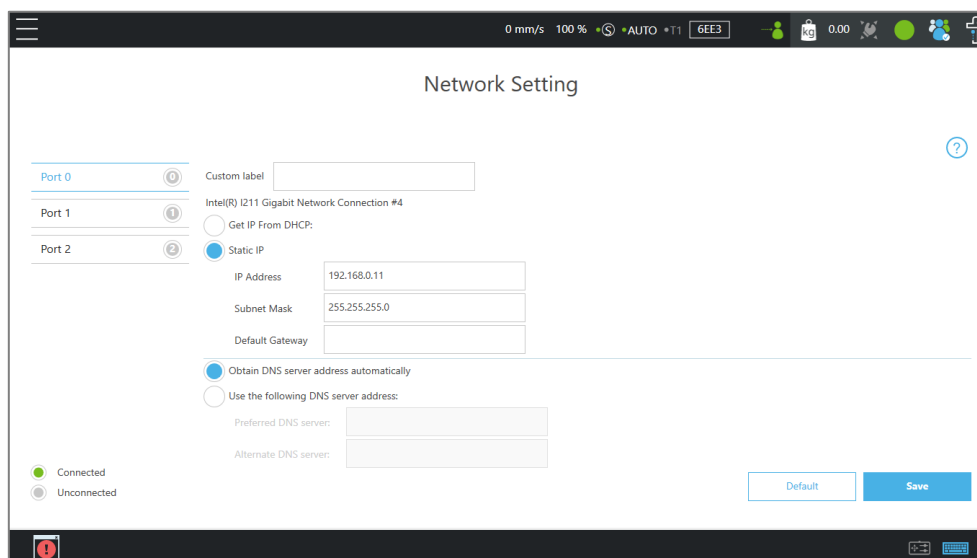 0 mm/s 100 % Ⓢ AUTO T1 6EE3 kg 0.00
Network Setting
?
Port 0 0
Port 1 1
Port 2 2
Custom label
Intel(R) I211 Gigabit Network Connection #4
Get IP From DHCP:
Static IP
IP Address 192.168.0.11
Subnet Mask 255.255.255.0
Default Gateway
Obtain DNS server address automatically
Use the following DNS server address:
Preferred DNS server:
Alternate DNS server:
Connected
Unconnected
Default Save
!